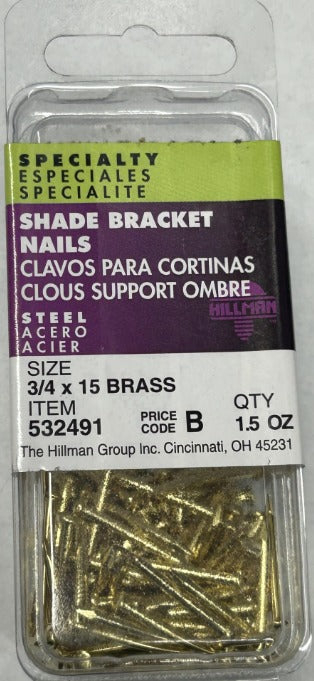 SPECIALTY
ESPECIALES
SPECIALITE
SHADE BRACKET
NAILS
CLAVOS PARA CORTINAS
CLOUS SUPPORT OMBRE
HILLMAN
STEEL
ACERO
ACIER
SIZE
3/4 x 15 BRASS
ITEM PRICE QTY
532491 CODE B 1.5 OZ
The Hillman Group Inc. Cincinnati, OH 45231